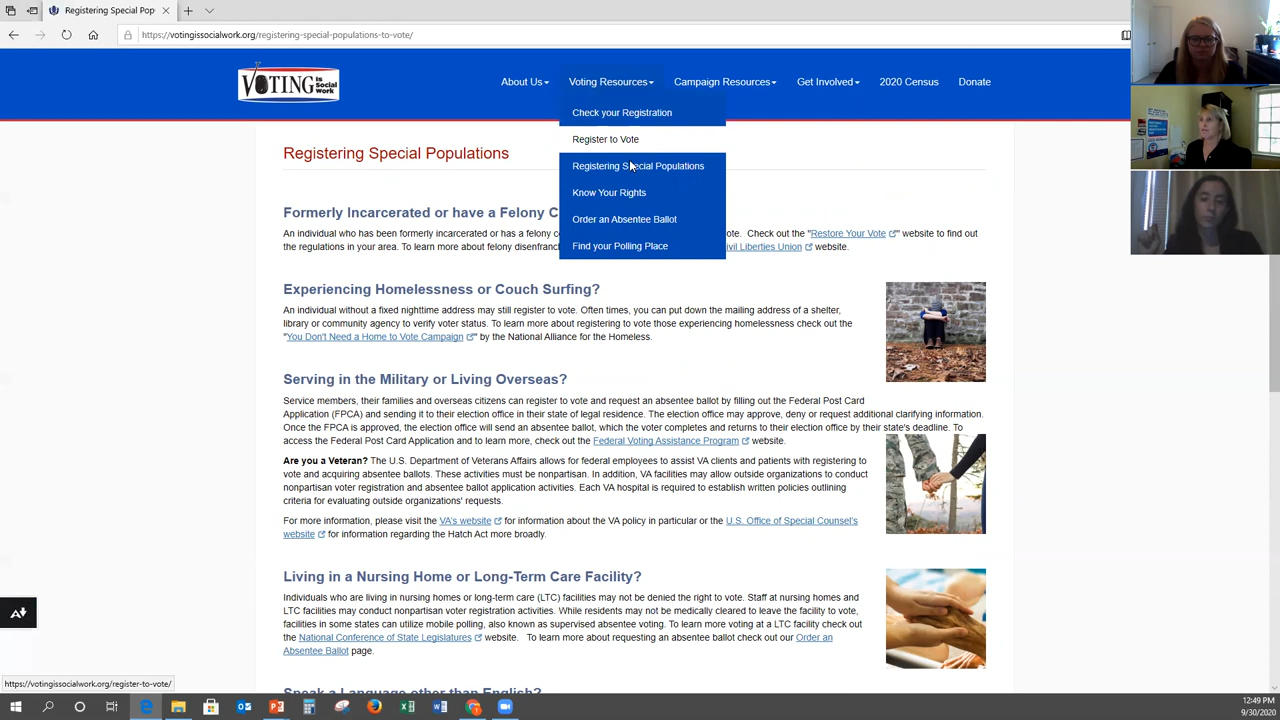 Registering Special Pop
https://votingissocialwork.org/registering-special-populations-to-vote/
VOTING is Social Work
About Us
Voting Resources
Campaign Resources
Get Involved
2020 Census
Donate
Check your Registration
Register to Vote
Registering Special Populations
Know Your Rights
Order an Absentee Ballot
Find your Polling Place
Registering Special Populations
Formerly Incarcerated or have a Felony C
An individual who has been formerly incarcerated or has a felony co
ote. Check out the "Restore Your Vote" website to find out
the regulations in your area. To learn more about felony disenfranc
ivil Liberties Union website.
Experiencing Homelessness or Couch Surfing?
An individual without a fixed nighttime address may still register to vote. Often times, you can put down the mailing address of a shelter,
library or community agency to verify voter status. To learn more about registering to vote those experiencing homelessness check out the
"You Don't Need a Home to Vote Campaign" by the National Alliance for the Homeless.
Serving in the Military or Living Overseas?
Service members, their families and overseas citizens can register to vote and request an absentee ballot by filling out the Federal Post Card
Application (FPCA) and sending it to their election office in their state of legal residence. The election office may approve, deny or request additional clarifying information.
Once the FPCA is approved, the election office will send an absentee ballot, which the voter completes and returns to their election office by their state's deadline. To
access the Federal Post Card Application and to learn more, check out the Federal Voting Assistance Program website.
Are you a Veteran? The U.S. Department of Veterans Affairs allows for federal employees to assist VA clients and patients with registering to
vote and acquiring absentee ballots. These activities must be nonpartisan. In addition, VA facilities may allow outside organizations to conduct
nonpartisan voter registration and absentee ballot application activities. Each VA hospital is required to establish written policies outlining
criteria for evaluating outside organizations' requests.
For more information, please visit the VA's website for information about the VA policy in particular or the U.S. Office of Special Counsel's
website for information regarding the Hatch Act more broadly.
Living in a Nursing Home or Long-Term Care Facility?
Individuals who are living in nursing homes or long-term care (LTC) facilities may not be denied the right to vote. Staff at nursing homes and
LTC facilities may conduct nonpartisan voter registration activities. While residents may not be medically cleared to leave the facility to vote,
facilities in some states can utilize mobile polling, also known as supervised absentee voting. To learn more voting at a LTC facility check out
the National Conference of State Legislatures website. To learn more about requesting an absentee ballot check out our Order an
Absentee Ballot page.
Speak a Language other than English?
https://votingissocialwork.org/register-to-vote/
12:49 PM
9/30/2020